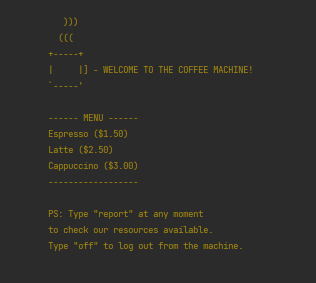 )))
(((
+-----+
|     |] - WELCOME TO THE COFFEE MACHINE!
`-----'
------ MENU ------
Espresso ($1.50)
Latte ($2.50)
Cappuccino ($3.00)
------------------
PS: Type "report" at any moment
to check our resources available.
Type "off" to log out from the machine.